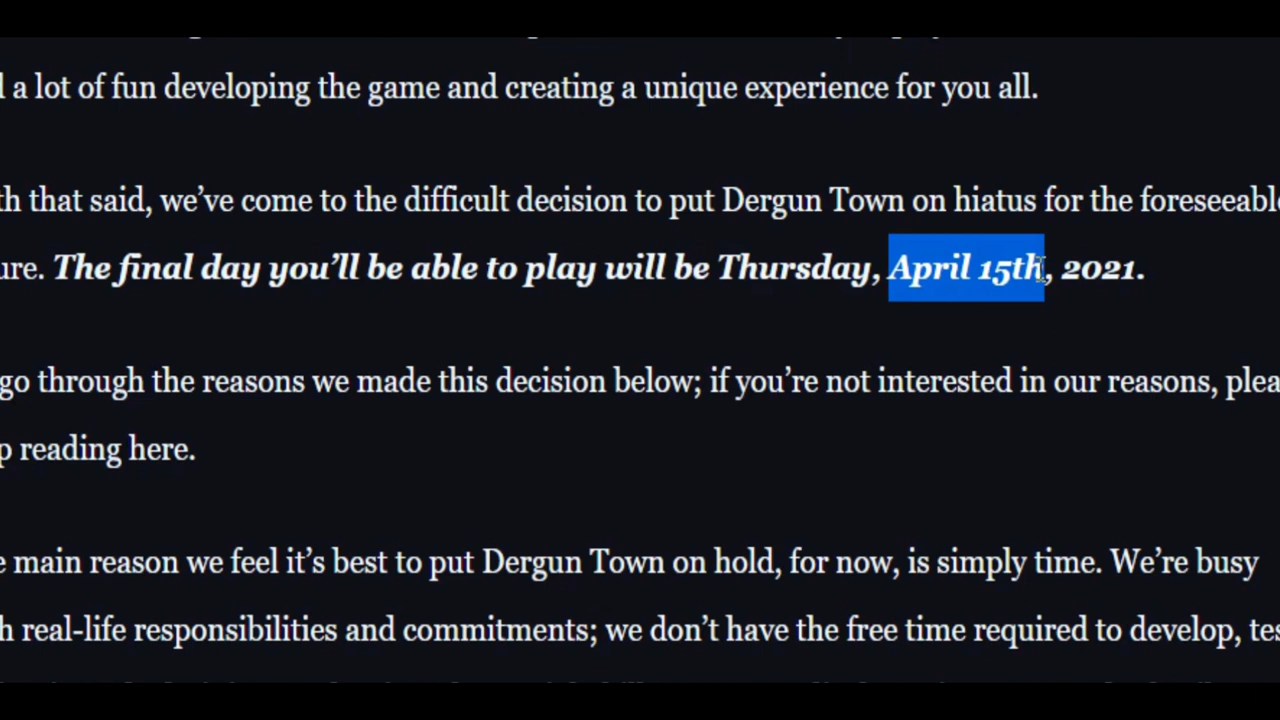 a lot of fun developing the game and creating a unique experience for you all.
that said, we've come to the difficult decision to put Dergun Town on hiatus for the foreseeable
The final day you'll be able to play will be Thursday, April 15th, 2021.
go through the reasons we made this decision below; if you're not interested in our reasons,
reading here.
main reason we feel it's best to put Dergun Town on hold, for now, is simply time. We're busy
real-life responsibilities and commitments; we don't have the free time required to develop,